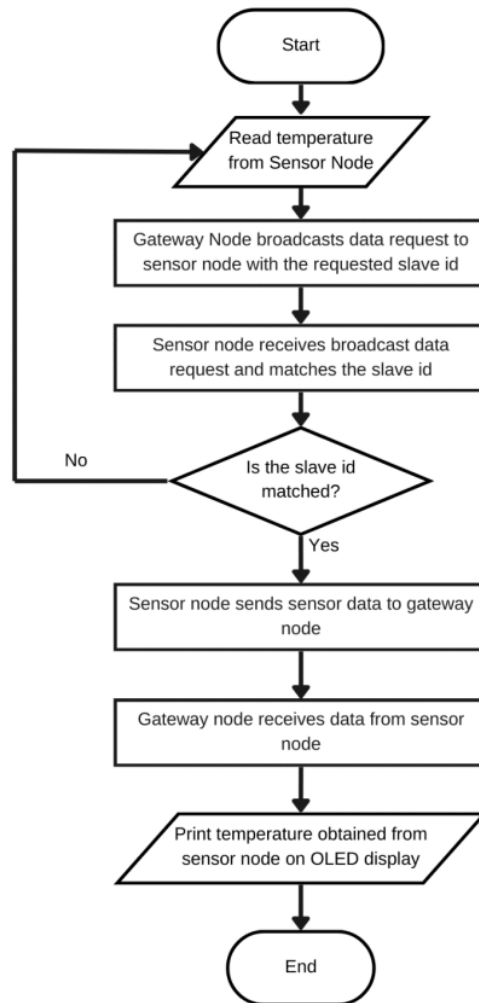 Start
Read temperature
from Sensor Node
Gateway Node broadcasts data request to
sensor node with the requested slave id
Sensor node receives broadcast data
request and matches the slave id
Is the slave id
matched?
No
Yes
Sensor node sends sensor data to gateway
node
Gateway node receives data from sensor
node
Print temperature obtained from
sensor node on OLED display
End